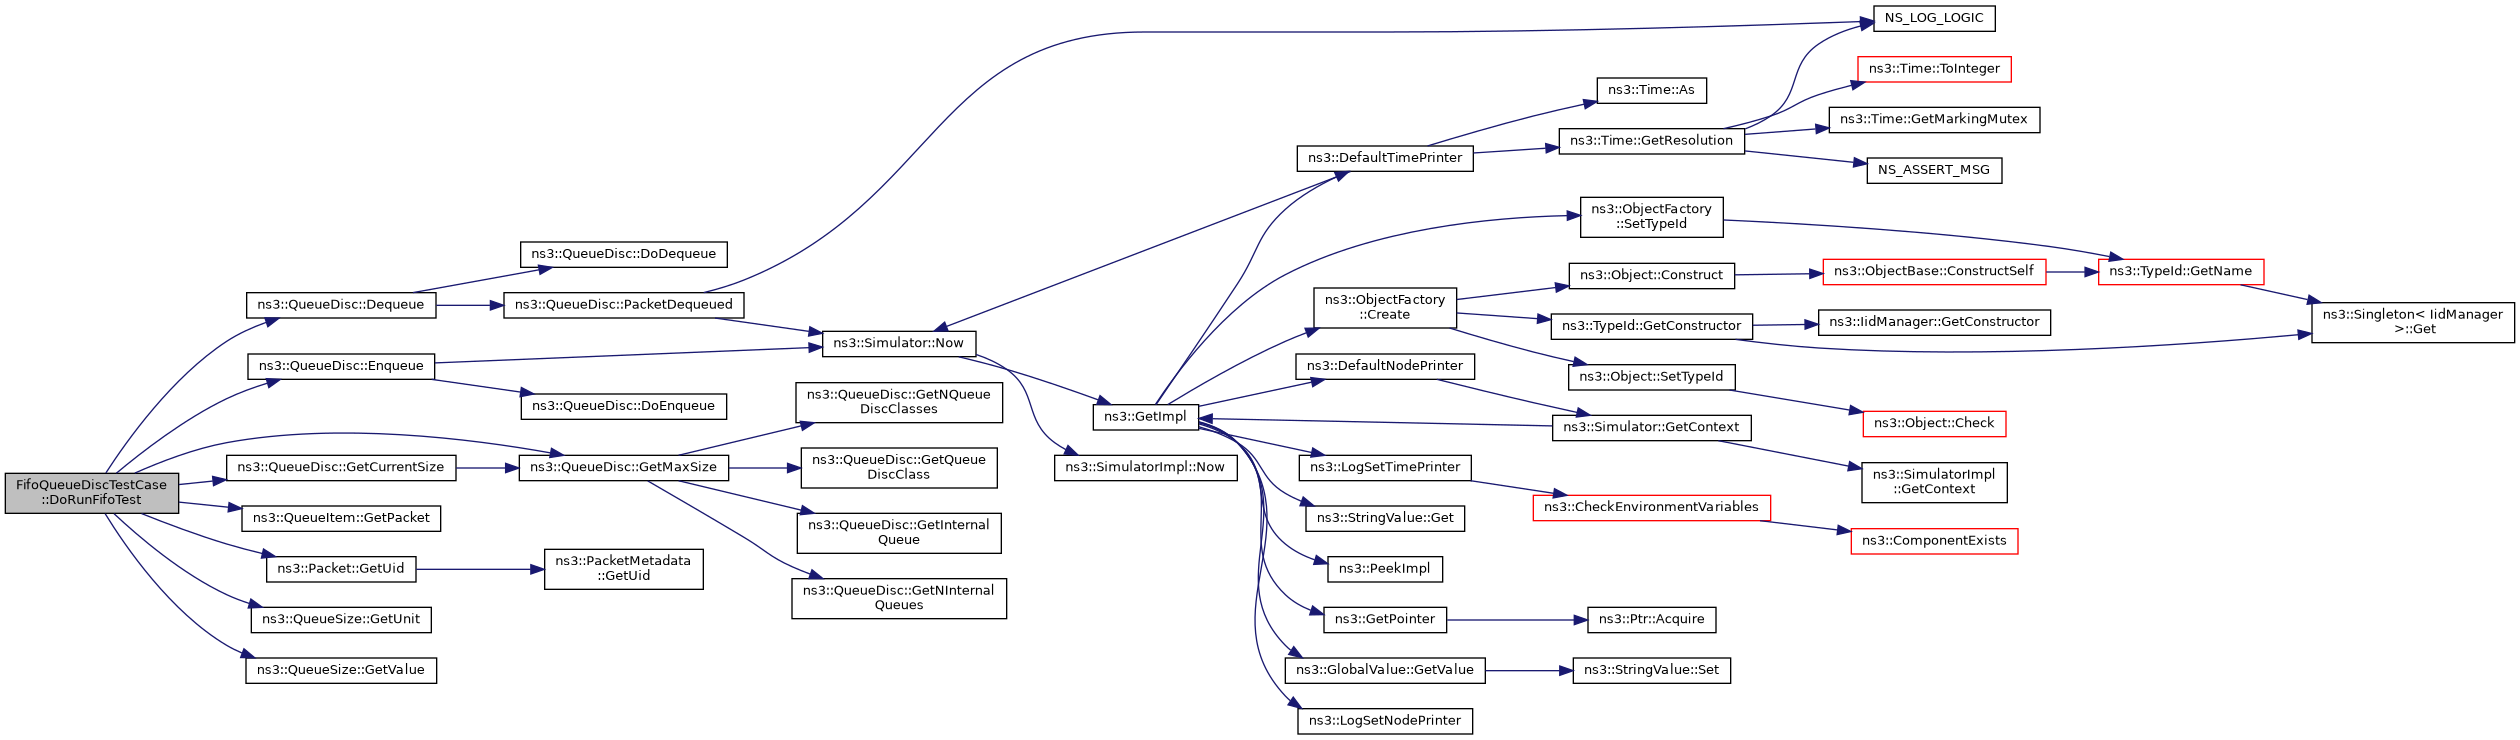 FifoQueueDiscTestCase
::DoRunFifoTest
ns3::QueueDisc::Dequeue
ns3::QueueDisc::Enqueue
ns3::QueueDisc::GetCurrentSize
ns3::QueueItem::GetPacket
ns3::Packet::GetUid
ns3::QueueSize::GetUnit
ns3::QueueSize::GetValue
ns3::QueueDisc::DoDequeue
ns3::QueueDisc::PacketDequeued
ns3::QueueDisc::DoEnqueue
ns3::QueueDisc::GetMaxSize
ns3::PacketMetadata
::GetUid
ns3::Simulator::Now
ns3::QueueDisc::GetNQueue
DiscClasses
ns3::QueueDisc::GetQueue
DiscClass
ns3::QueueDisc::GetInternal
Queue
ns3::QueueDisc::GetNInternal
Queues
ns3::GetImpl
ns3::SimulatorImpl::Now
ns3::DefaultTimePrinter
ns3::ObjectFactory
::Create
ns3::DefaultNodePrinter
ns3::LogSetTimePrinter
ns3::StringValue::Get
ns3::PeekImpl
ns3::GetPointer
ns3::GlobalValue::GetValue
ns3::LogSetNodePrinter
ns3::Time::As
ns3::Time::GetResolution
ns3::ObjectFactory
::SetTypeId
ns3::Object::Construct
ns3::TypeId::GetConstructor
ns3::Object::SetTypeId
ns3::Simulator::GetContext
ns3::CheckEnvironmentVariables
ns3::Ptr::Acquire
ns3::StringValue::Set
NS_LOG_LOGIC
ns3::Time::ToInteger
ns3::Time::GetMarkingMutex
NS_ASSERT_MSG
ns3::ObjectBase::ConstructSelf
ns3::IidManager::GetConstructor
ns3::Object::Check
ns3::SimulatorImpl
::GetContext
ns3::ComponentExists
ns3::TypeId::GetName
ns3::Singleton< IidManager
>::Get